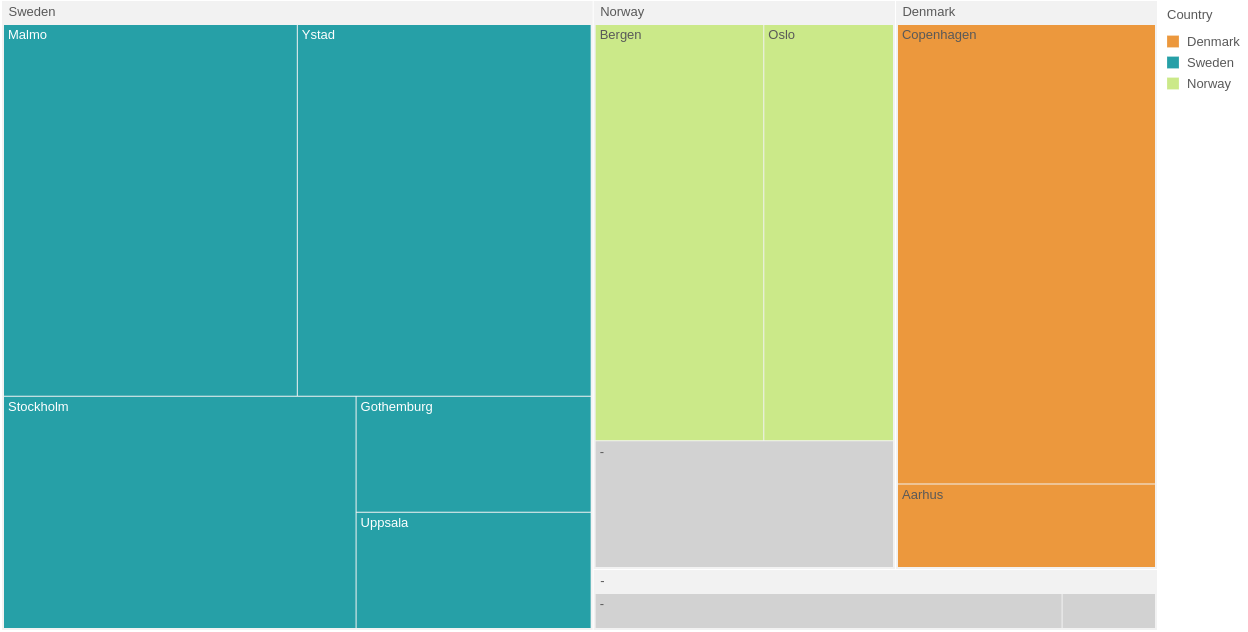 Sweden
Norway
Denmark
Country
Malmo
Ystad
Bergen
Oslo
Copenhagen
Denmark
Sweden
Norway
Stockholm
Gothemburg
-
Aarhus
Uppsala
-
-